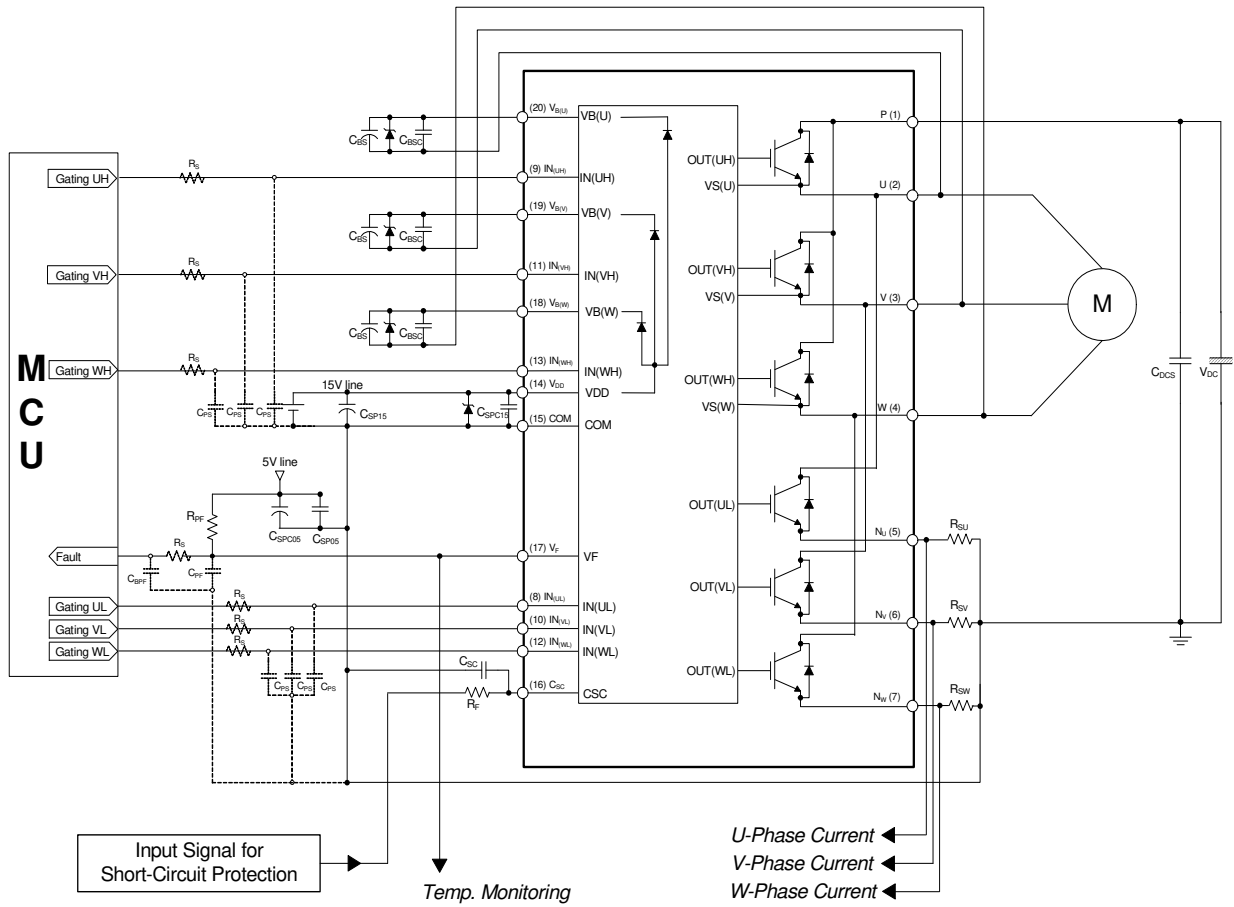 (20) VB(U)
VB(U)
P (1)
CBS
CBSC
Gating UH
RS
(9) IN(UH)
IN(UH)
OUT(UH)
VS(U)
U (2)
(19) VB(V)
VB(V)
CBS
CBSC
Gating VH
RS
(11) IN(VH)
IN(VH)
OUT(VH)
VS(V)
V (3)
M
(18) VB(W)
VB(W)
CBS
CBSC
MCU
Gating WH
RS
(13) IN(WH)
IN(WH)
OUT(WH)
VS(W)
W (4)
CDCS
VDC
15V line
(14) VDD
VDD
CPS
CPS
CPS
CSP15
CSPC15
(15) COM
COM
5V line
RPF
CSPC05
CSP05
OUT(UL)
NU (5)
RSU
Fault
RS
CBPF
CPF
(17) VF
VF
Gating UL
RS
(8) IN(UL)
IN(UL)
OUT(VL)
NV (6)
RSV
Gating VL
RS
(10) IN(VL)
IN(VL)
Gating WL
RS
(12) IN(WL)
IN(WL)
CPS
CPS
CPS
CSC
RF
(16) CSC
CSC
OUT(WL)
NW (7)
RSW
Input Signal for
Short-Circuit Protection
Temp. Monitoring
U-Phase Current
V-Phase Current
W-Phase Current